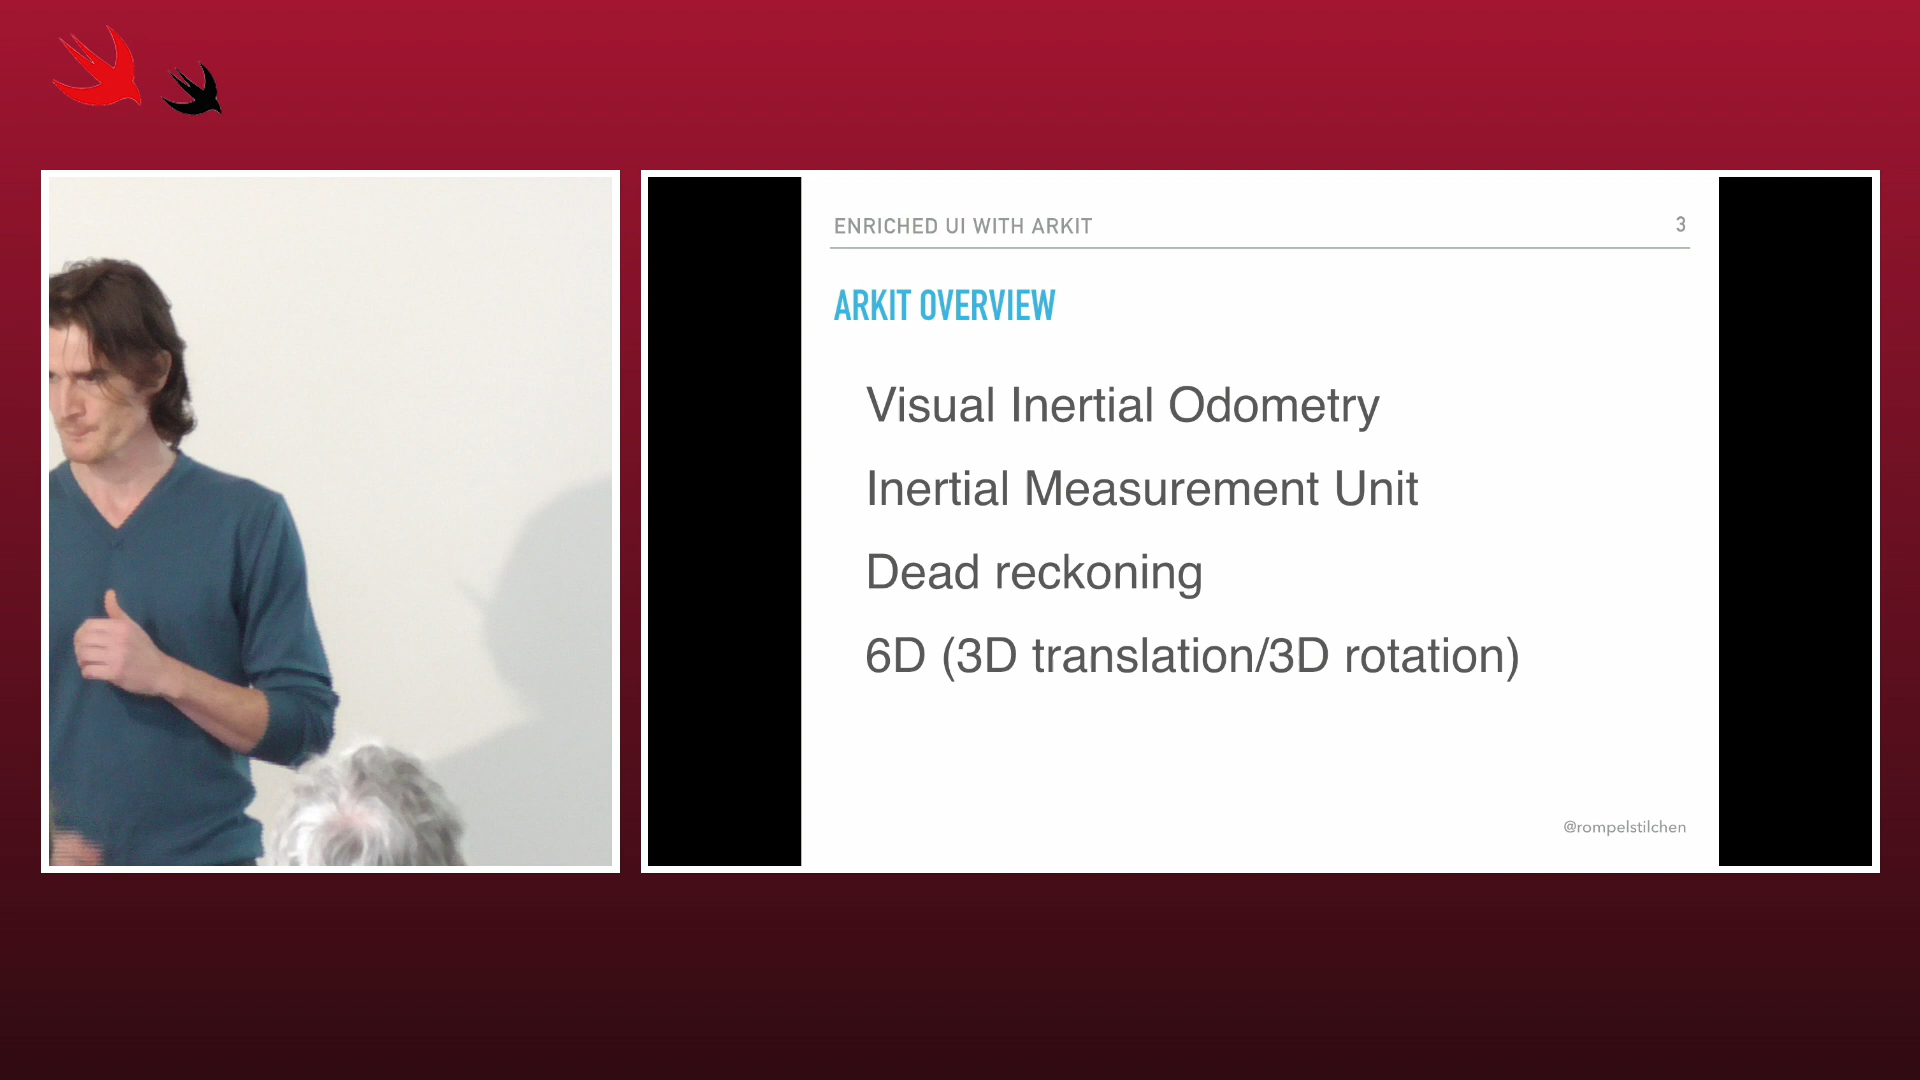 ENRICHED UI WITH ARKIT 3
ARKIT OVERVIEW
Visual Inertial Odometry
Inertial Measurement Unit
Dead reckoning
6D (3D translation/3D rotation)
@rompelstilchen